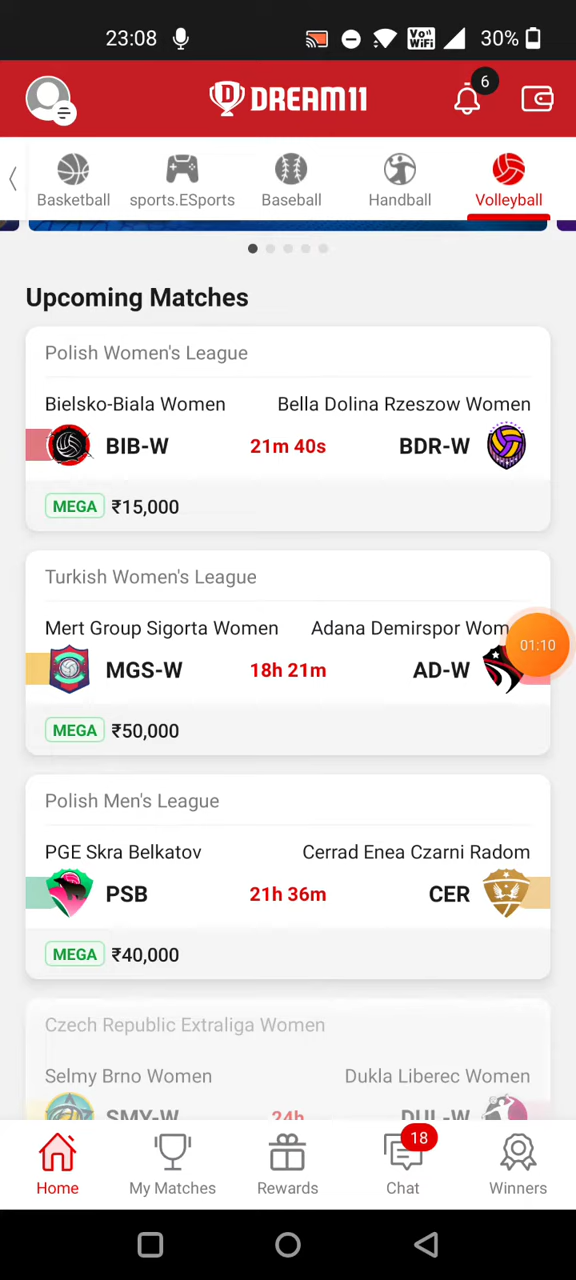 23:08
Vo))
WiFi
30%
D DREAM11
6
Basketball
sports.ESports
Baseball
Handball
Volleyball
Upcoming Matches
Polish Women's League
Bielsko-Biala Women Bella Dolina Rzeszow Women
BIB-W 21m 40s BDR-W
MEGA ₹15,000
Turkish Women's League
Mert Group Sigorta Women Adana Demirspor Wom
MGS-W 18h 21m AD-W
01:10
MEGA ₹50,000
Polish Men's League
PGE Skra Belkatov Cerrad Enea Czarni Radom
PSB 21h 36m CER
MEGA ₹40,000
Czech Republic Extraliga Women
Selmy Brno Women Dukla Liberec Women
SMY-W 24h DUL-W
18
Home My Matches Rewards Chat Winners